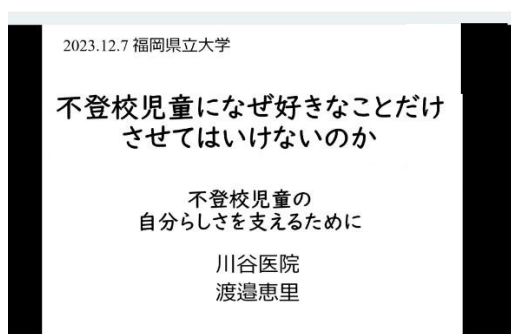 2023.12.7 福岡県立大学
不登校児童になぜ好きなことだけ
させてはいけないのか
不登校児童の
自分らしさを支えるために
川谷医院
渡邉恵里